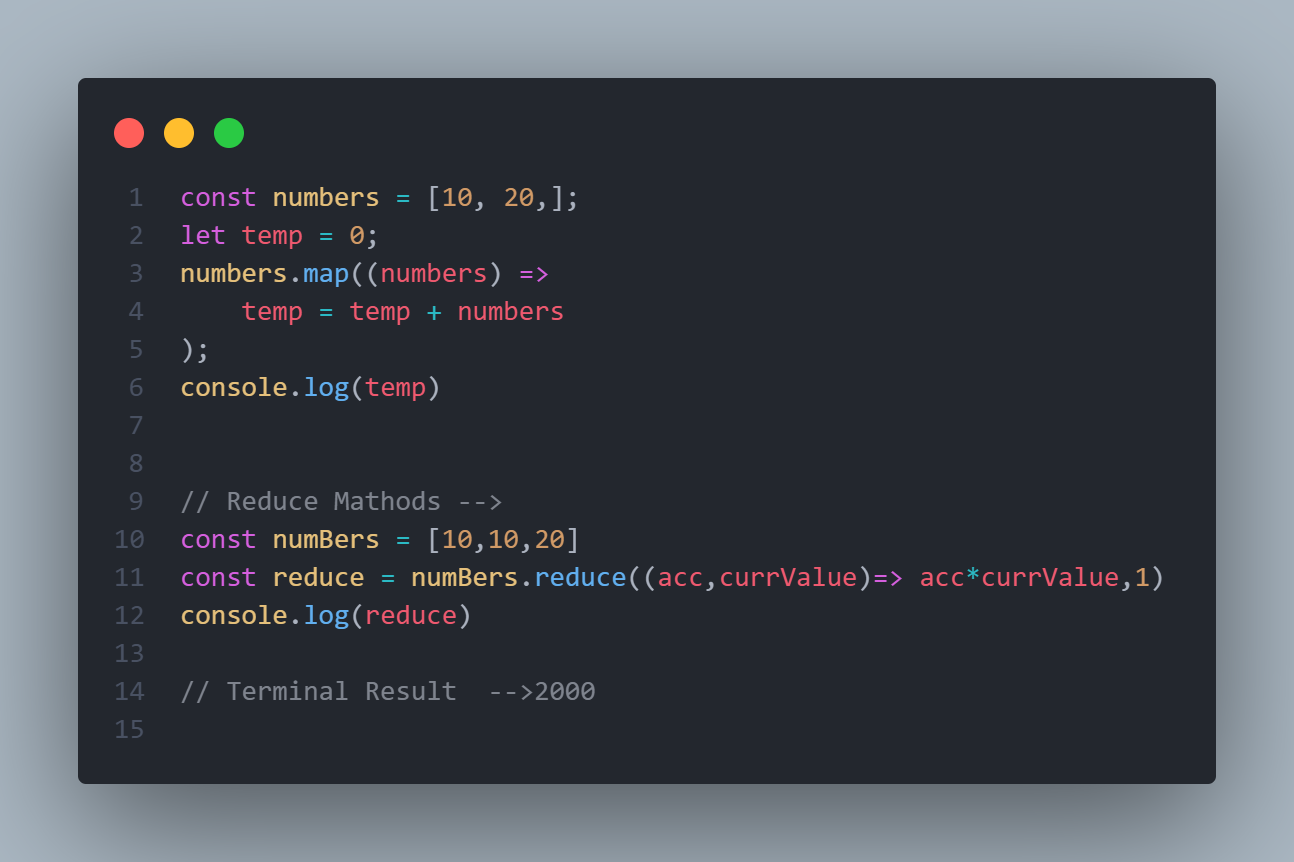 1 const numbers = [10, 20,];
2 let temp = 0;
3 numbers.map((numbers) =>
4     temp = temp + numbers
5 );
6 console.log(temp)
7
8
9 // Reduce Mathods -->
10 const numBers = [10,10,20]
11 const reduce = numBers.reduce((acc,currValue)=> acc*currValue,1)
12 console.log(reduce)
13
14 // Terminal Result  -->2000
15